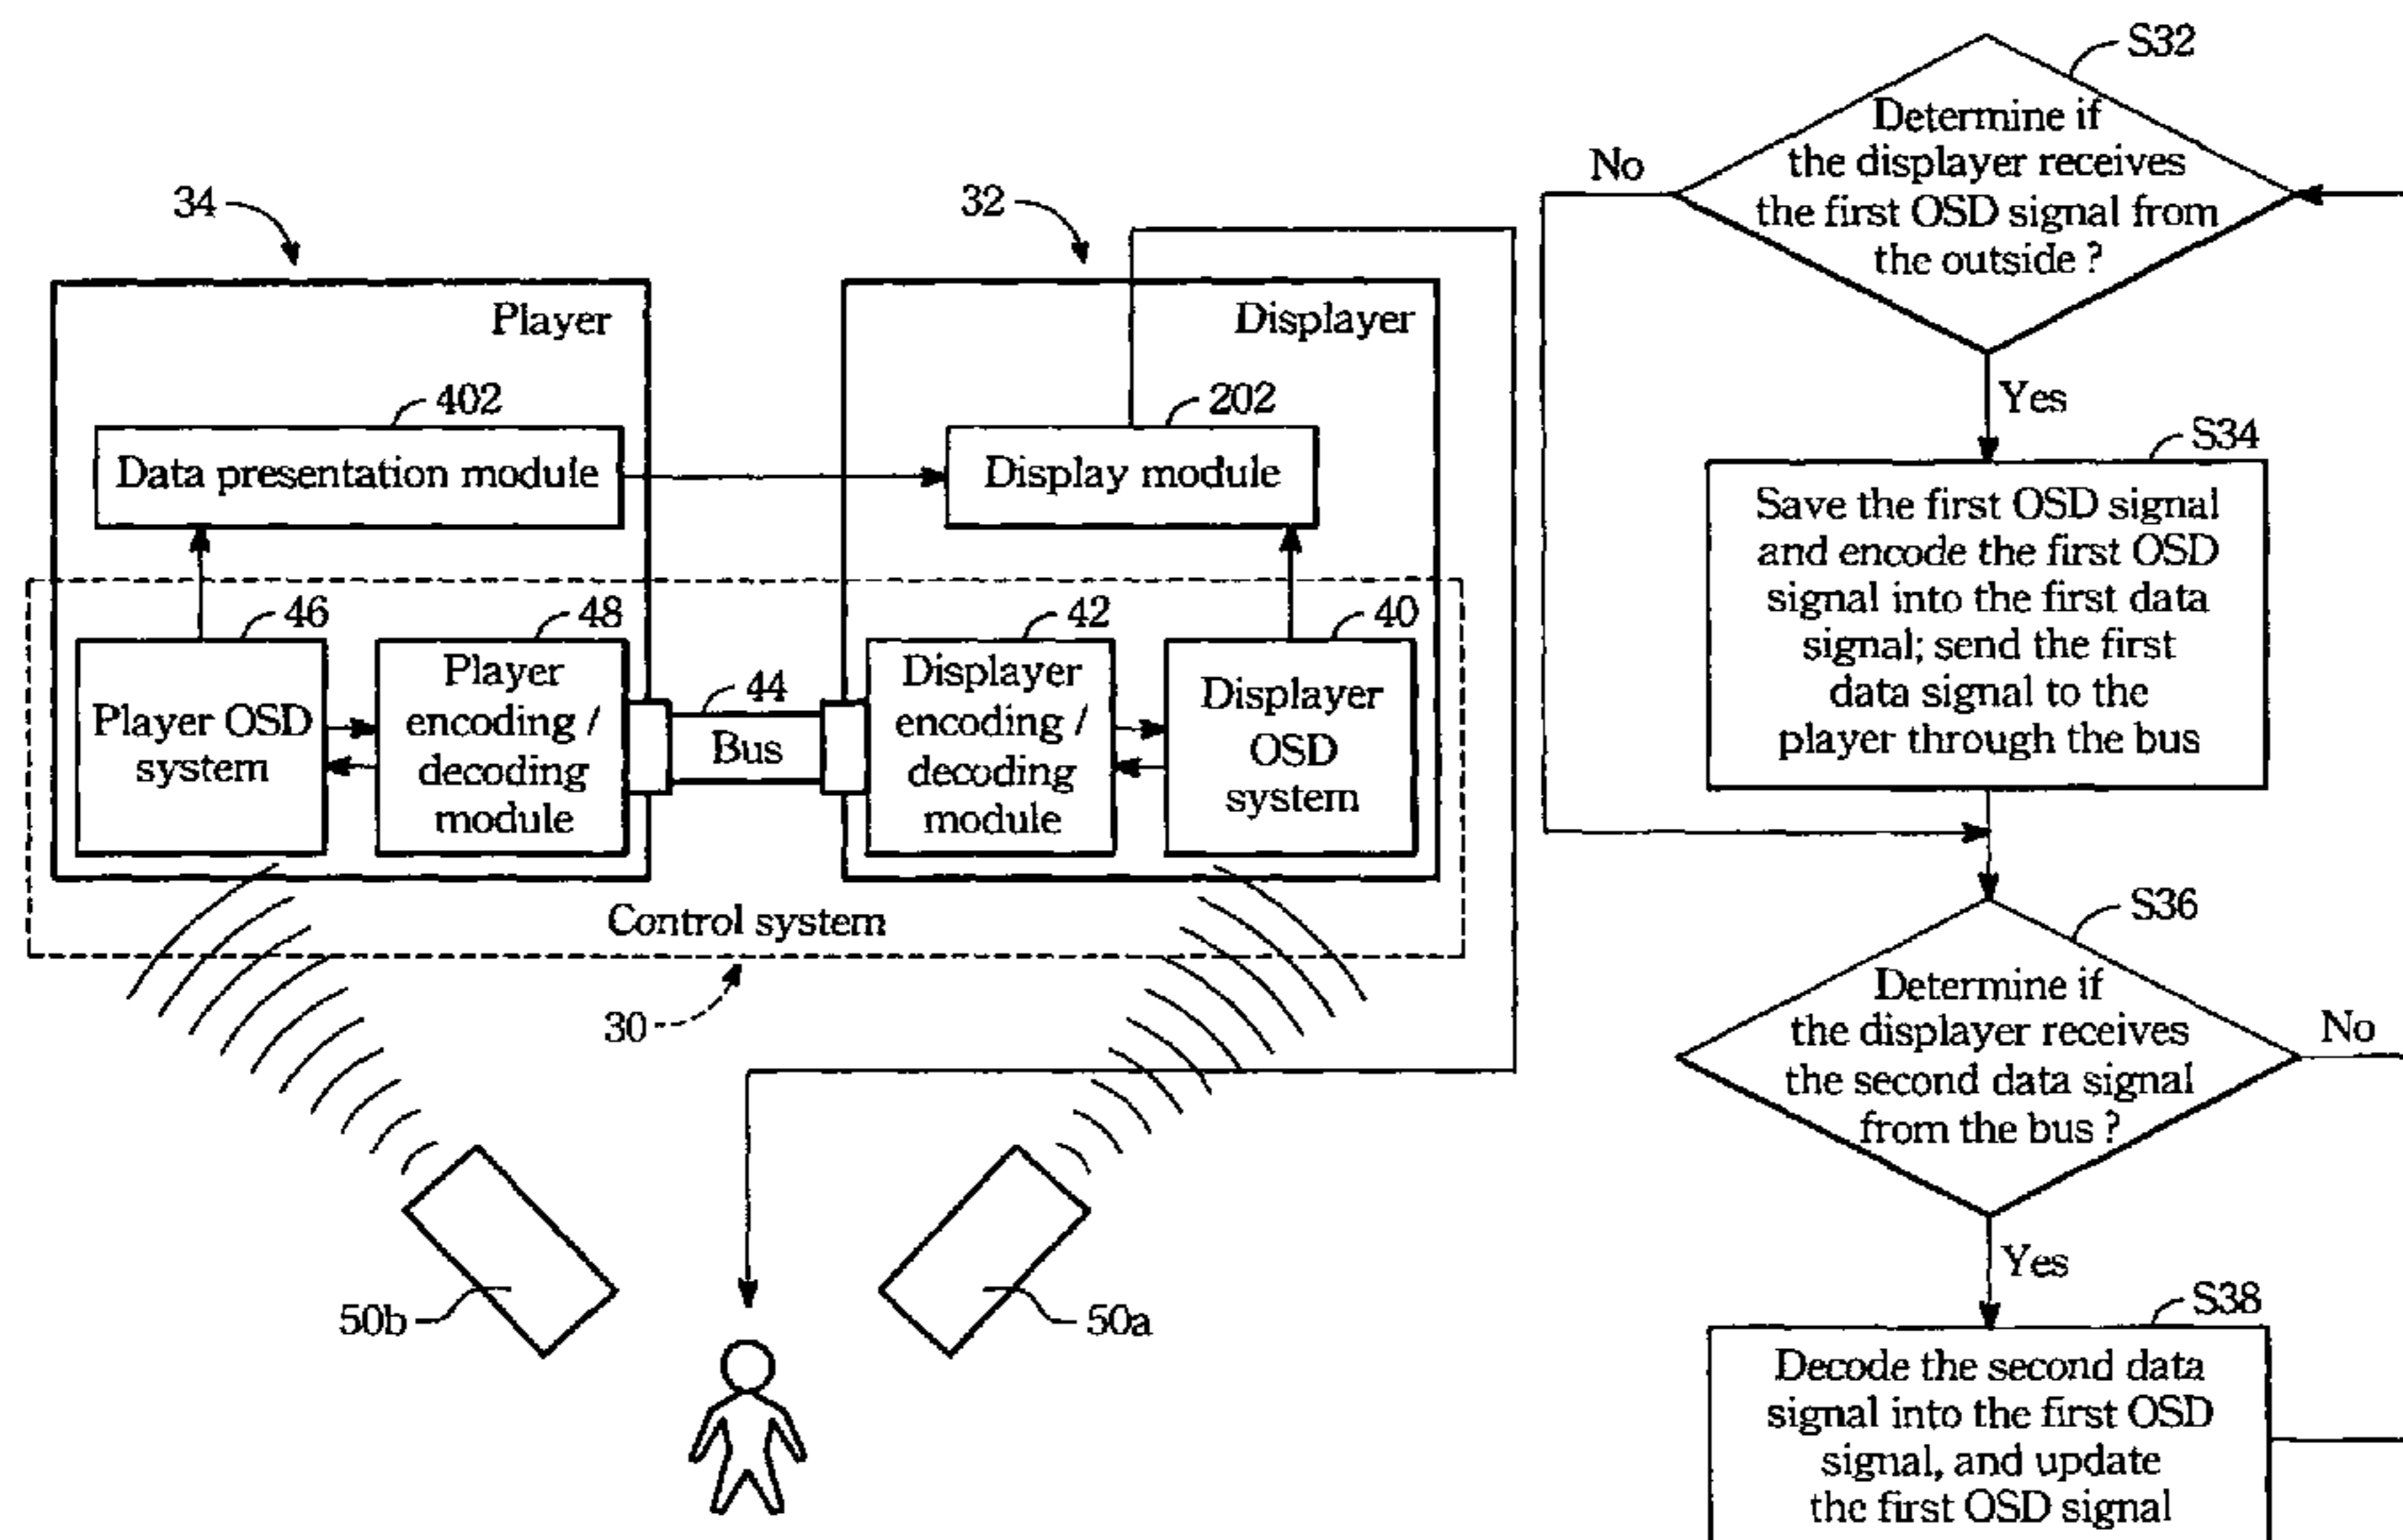 34
32
Player
Displayer
402
202
Data presentation module
Display module
46
48
42
40
Player OSD
system
Player
encoding /
decoding
module
44
Bus
Displayer
encoding /
decoding
module
Displayer
OSD
system
Control system
30
50b
50a
S32
Determine if
the displayer receives
the first OSD signal from
the outside ?
No
Yes
S34
Save the first OSD signal
and encode the first OSD
signal into the first data
signal; send the first
data signal to the
player through the bus
S36
Determine if
the displayer receives
the second data signal
from the bus ?
No
Yes
S38
Decode the second data
signal into the first OSD
signal, and update
the first OSD signal